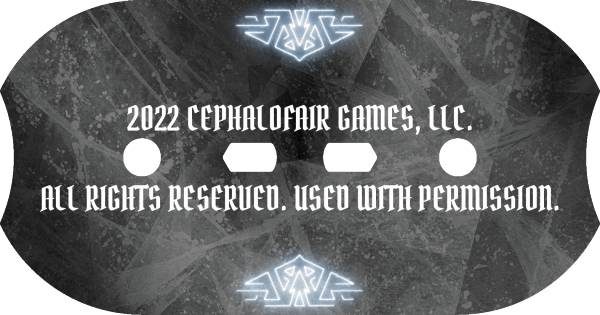 2022 CEPHALOFAIR GAMES, LLC.
ALL RIGHTS RESERVED. USED WITH PERMISSION.